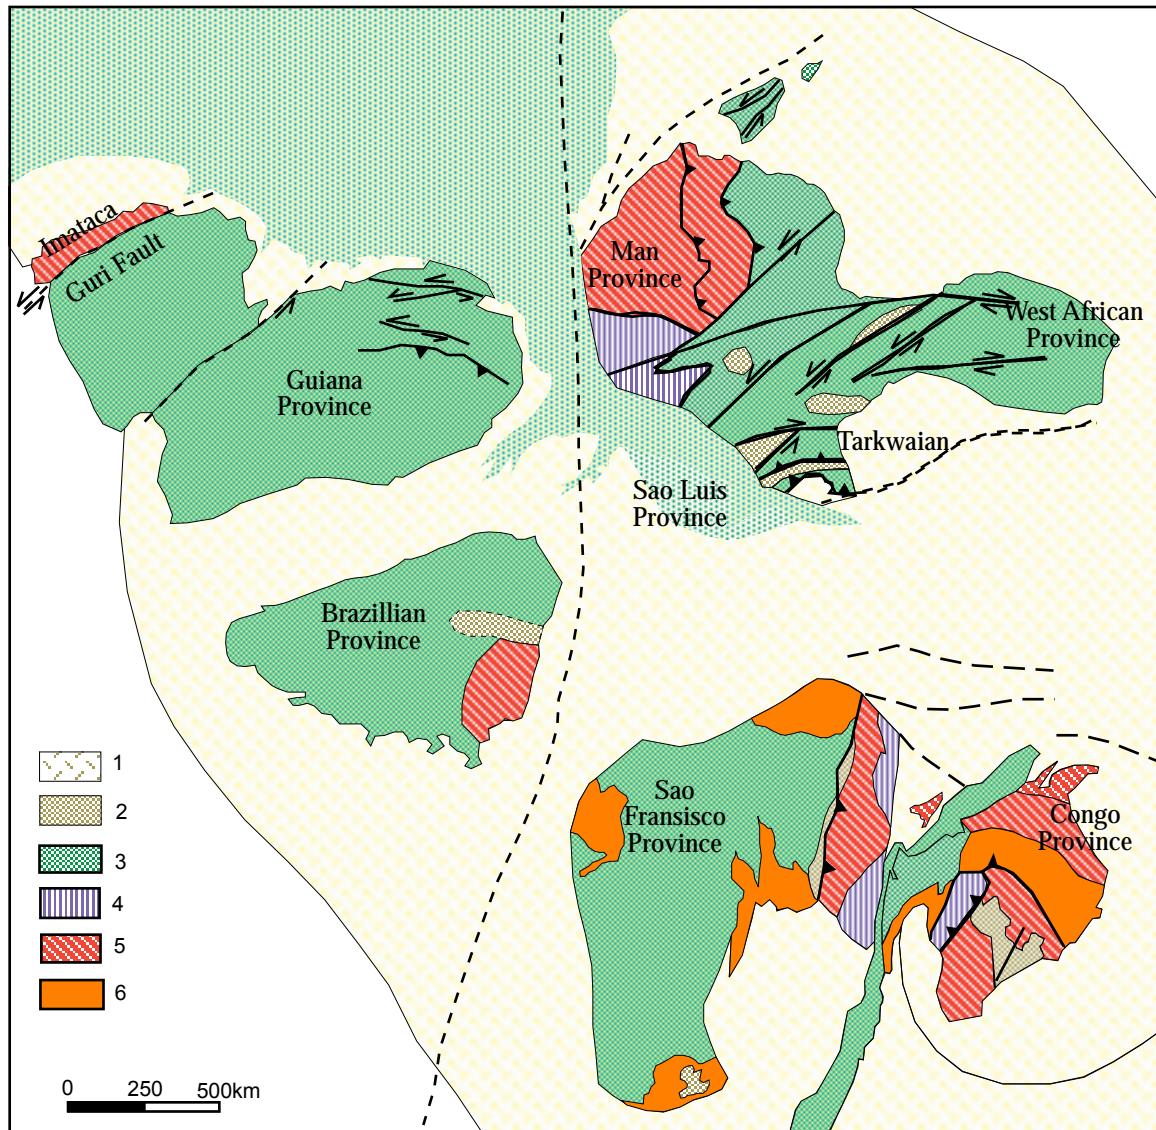 Imataca
Guri Fault
Man
Province
West African
Province
Guiana
Province
Tarkwaian
Sao Luis
Province
Brazillian
Province
Sao
Fransisco
Province
Congo
Province
1
2
3
4
5
6
0 250 500km